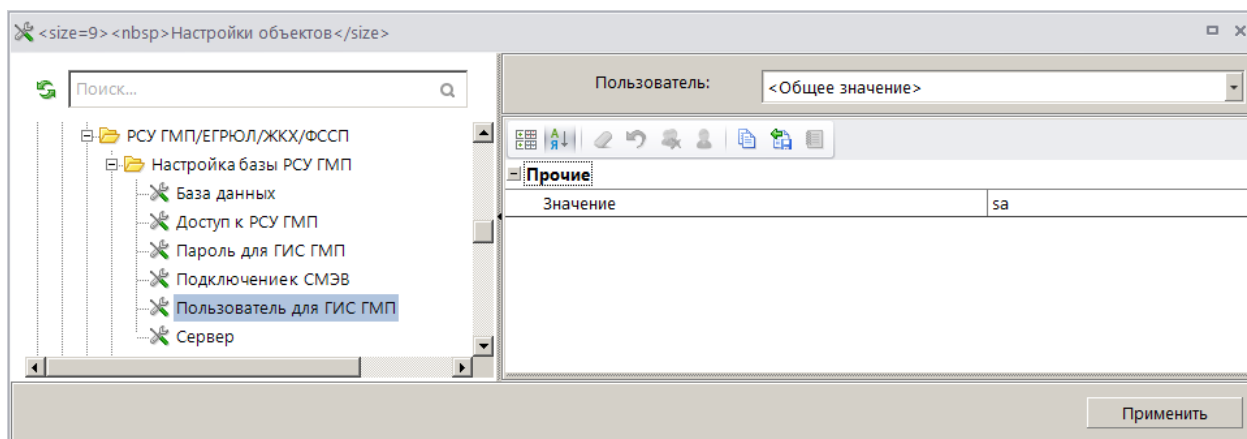 <size=9><nbsp>Настройки объектов</size>
Поиск...
РСУ ГМП/ЕГРЮЛ/ЖКХ/ФССП
Настройка базы РСУ ГМП
База данных
Доступ к РСУ ГМП
Пароль для ГИС ГМП
Подключениек СМЭВ
Пользователь для ГИС ГМП
Сервер
Пользователь: <Общее значение>
Прочие
Значение sa
Применить